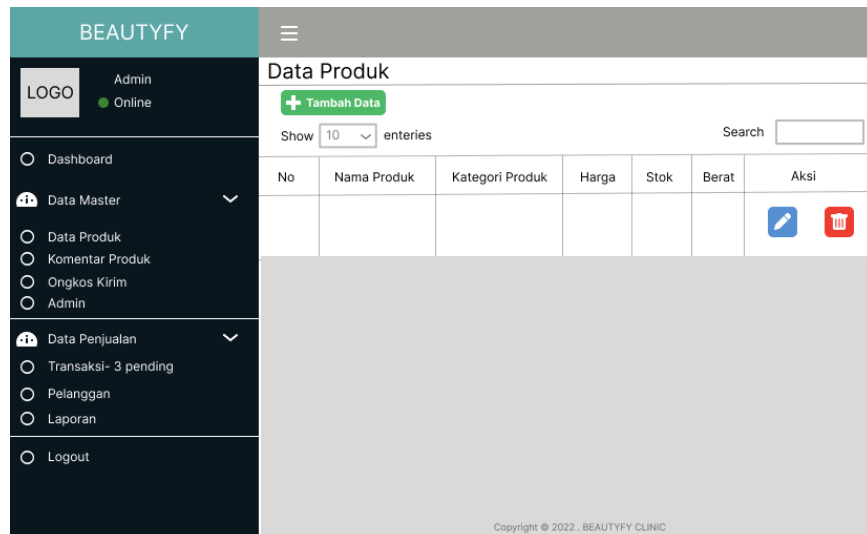 BEAUTYFY
LOGO
Admin
Online
Dashboard
Data Master
Data Produk
Komentar Produk
Ongkos Kirim
Admin
Data Penjualan
Transaksi- 3 pending
Pelanggan
Laporan
Logout
Data Produk
Tambah Data
Show 10 enteries
Search
No Nama Produk Kategori Produk Harga Stok Berat Aksi
Copyright @ 2022 . BEAUTYFY CLINIC